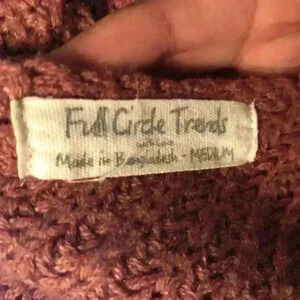 Full Circle Trends
Made in Bangladesh - MEDIUM